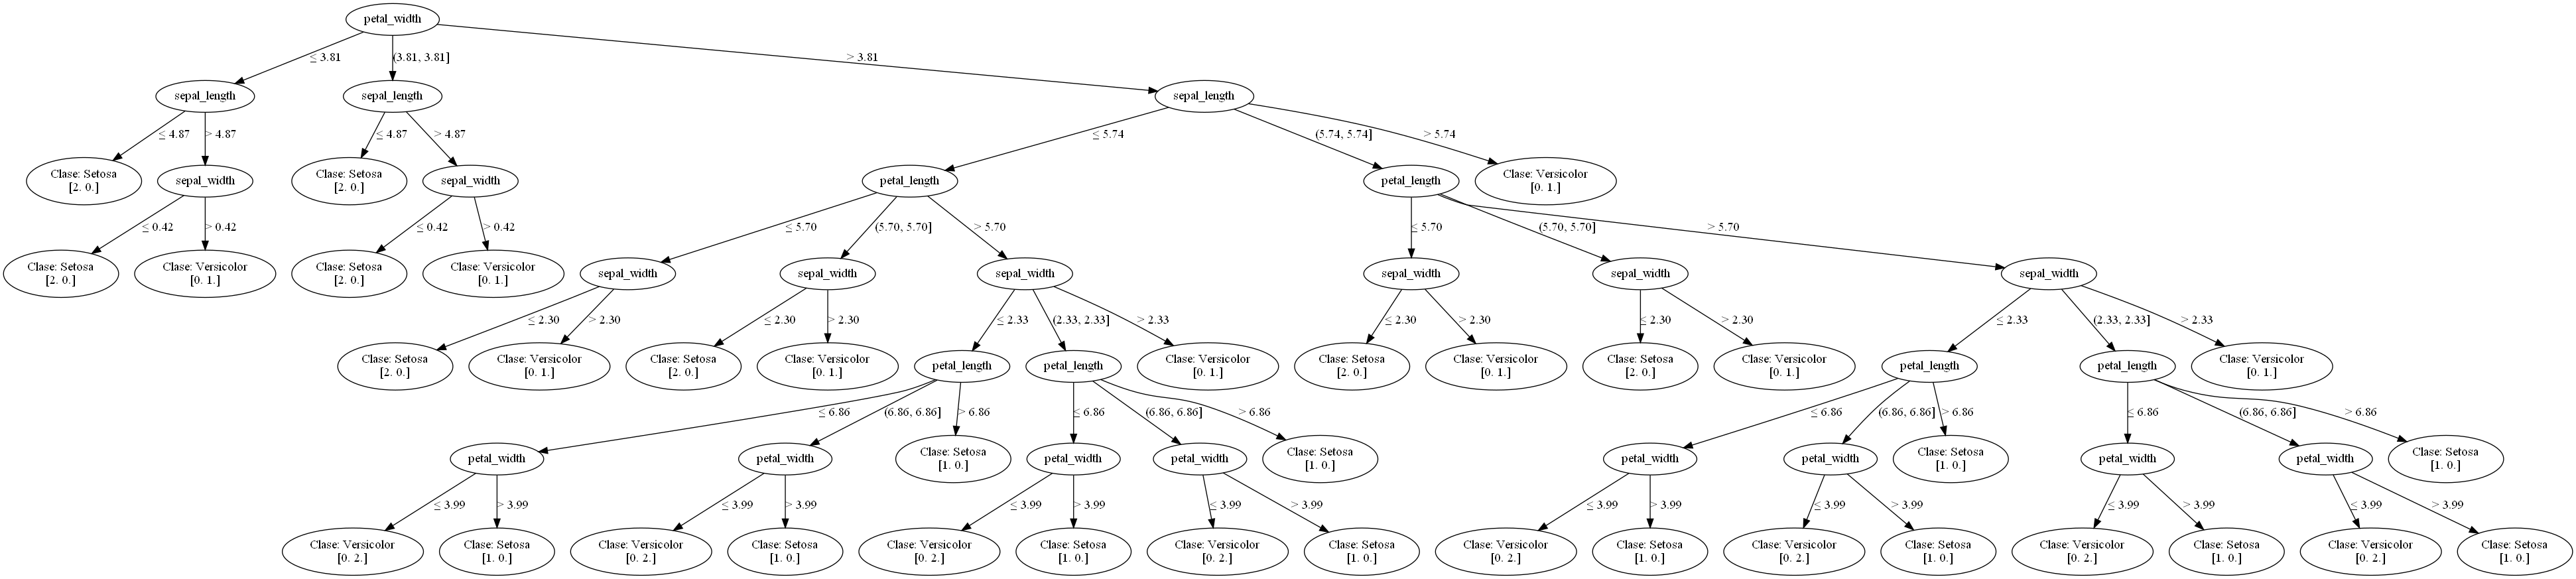 petal_width
≤ 3.81
(3.81, 3.81]
> 3.81
sepal_length
sepal_length
sepal_length
≤ 4.87
> 4.87
≤ 4.87
> 4.87
≤ 5.74
(5.74, 5.74]
> 5.74
Clase: Setosa
[2. 0.]
sepal_width
Clase: Setosa
[2. 0.]
sepal_width
petal_length
petal_length
Clase: Versicolor
[0. 1.]
≤ 0.42
> 0.42
≤ 0.42
> 0.42
≤ 5.70
(5.70, 5.70]
> 5.70
≤ 5.70
(5.70, 5.70]
> 5.70
Clase: Setosa
[2. 0.]
Clase: Versicolor
[0. 1.]
Clase: Setosa
[2. 0.]
Clase: Versicolor
[0. 1.]
sepal_width
sepal_width
sepal_width
sepal_width
sepal_width
sepal_width
≤ 2.30
> 2.30
≤ 2.30
> 2.30
≤ 2.33
(2.33, 2.33]
> 2.33
≤ 2.30
> 2.30
≤ 2.30
> 2.30
≤ 2.33
(2.33, 2.33]
> 2.33
Clase: Setosa
[2. 0.]
Clase: Versicolor
[0. 1.]
Clase: Setosa
[2. 0.]
Clase: Versicolor
[0. 1.]
petal_length
petal_length
Clase: Versicolor
[0. 1.]
Clase: Setosa
[2. 0.]
Clase: Versicolor
[0. 1.]
Clase: Setosa
[2. 0.]
Clase: Versicolor
[0. 1.]
petal_length
petal_length
Clase: Versicolor
[0. 1.]
≤ 6.86
(6.86, 6.86]
> 6.86
≤ 6.86
(6.86, 6.86]
> 6.86
≤ 6.86
(6.86, 6.86]
> 6.86
≤ 6.86
(6.86, 6.86]
> 6.86
petal_width
petal_width
Clase: Setosa
[1. 0.]
petal_width
petal_width
Clase: Setosa
[1. 0.]
petal_width
petal_width
Clase: Setosa
[1. 0.]
petal_width
petal_width
Clase: Setosa
[1. 0.]
≤ 3.99
> 3.99
≤ 3.99
> 3.99
≤ 3.99
> 3.99
≤ 3.99
> 3.99
≤ 3.99
> 3.99
≤ 3.99
> 3.99
≤ 3.99
> 3.99
≤ 3.99
> 3.99
Clase: Versicolor
[0. 2.]
Clase: Setosa
[1. 0.]
Clase: Versicolor
[0. 2.]
Clase: Setosa
[1. 0.]
Clase: Versicolor
[0. 2.]
Clase: Setosa
[1. 0.]
Clase: Versicolor
[0. 2.]
Clase: Setosa
[1. 0.]
Clase: Versicolor
[0. 2.]
Clase: Setosa
[1. 0.]
Clase: Versicolor
[0. 2.]
Clase: Setosa
[1. 0.]
Clase: Versicolor
[0. 2.]
Clase: Setosa
[1. 0.]
Clase: Versicolor
[0. 2.]
Clase: Setosa
[1. 0.]